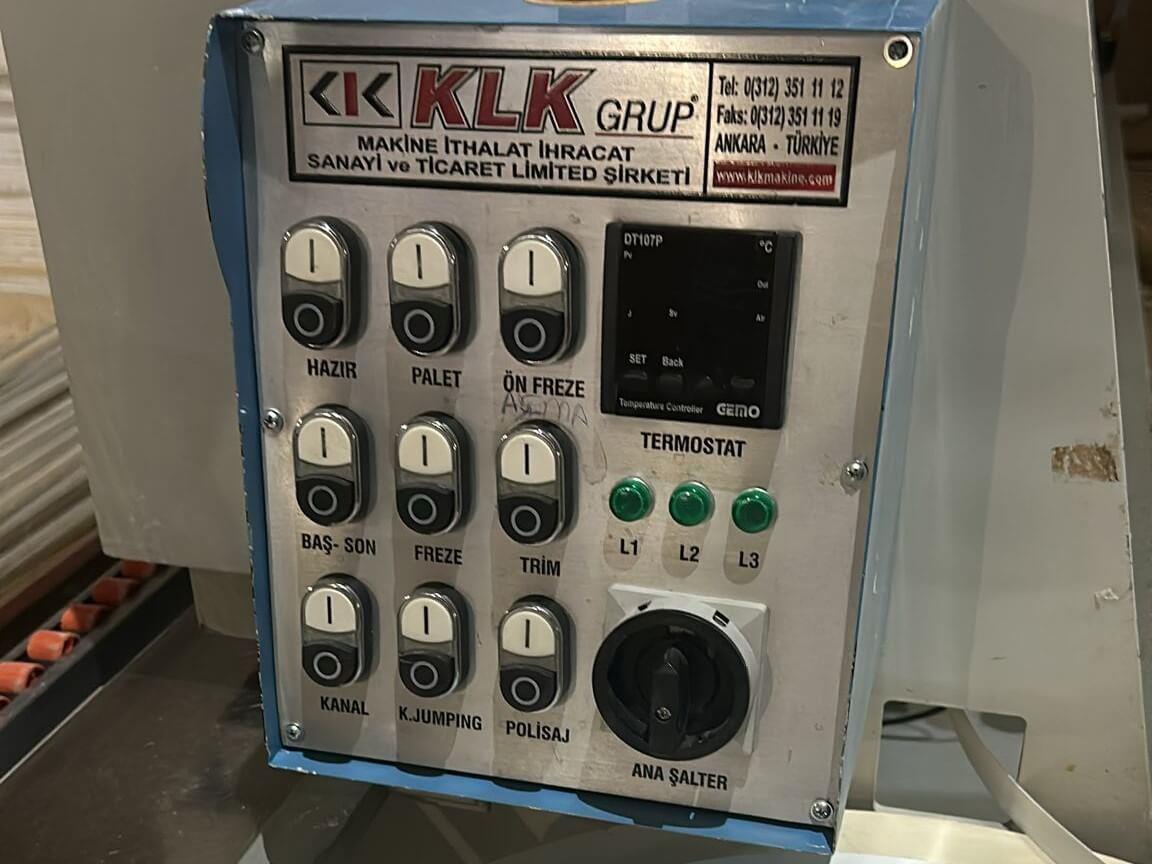 KIK KLK GRUP®
MAKİNE İTHALAT İHRACAT
SANAYİ ve TİCARET LİMİTED ŞİRKETİ
Tel: 0(312) 351 11 12
Faks: 0(312) 351 11 19
ANKARA - TÜRKİYE
www.klkmakine.com
HAZIR
PALET
ÖN FREZE
AŞMA
DT107P °C
Pv
Out
Sv
Alr
SET Back
Temperature Controller GEMO
TERMOSTAT
BAŞ- SON
FREZE
TRİM
L1 L2 L3
KANAL
K.JUMPING
POLİSAJ
ANA ŞALTER